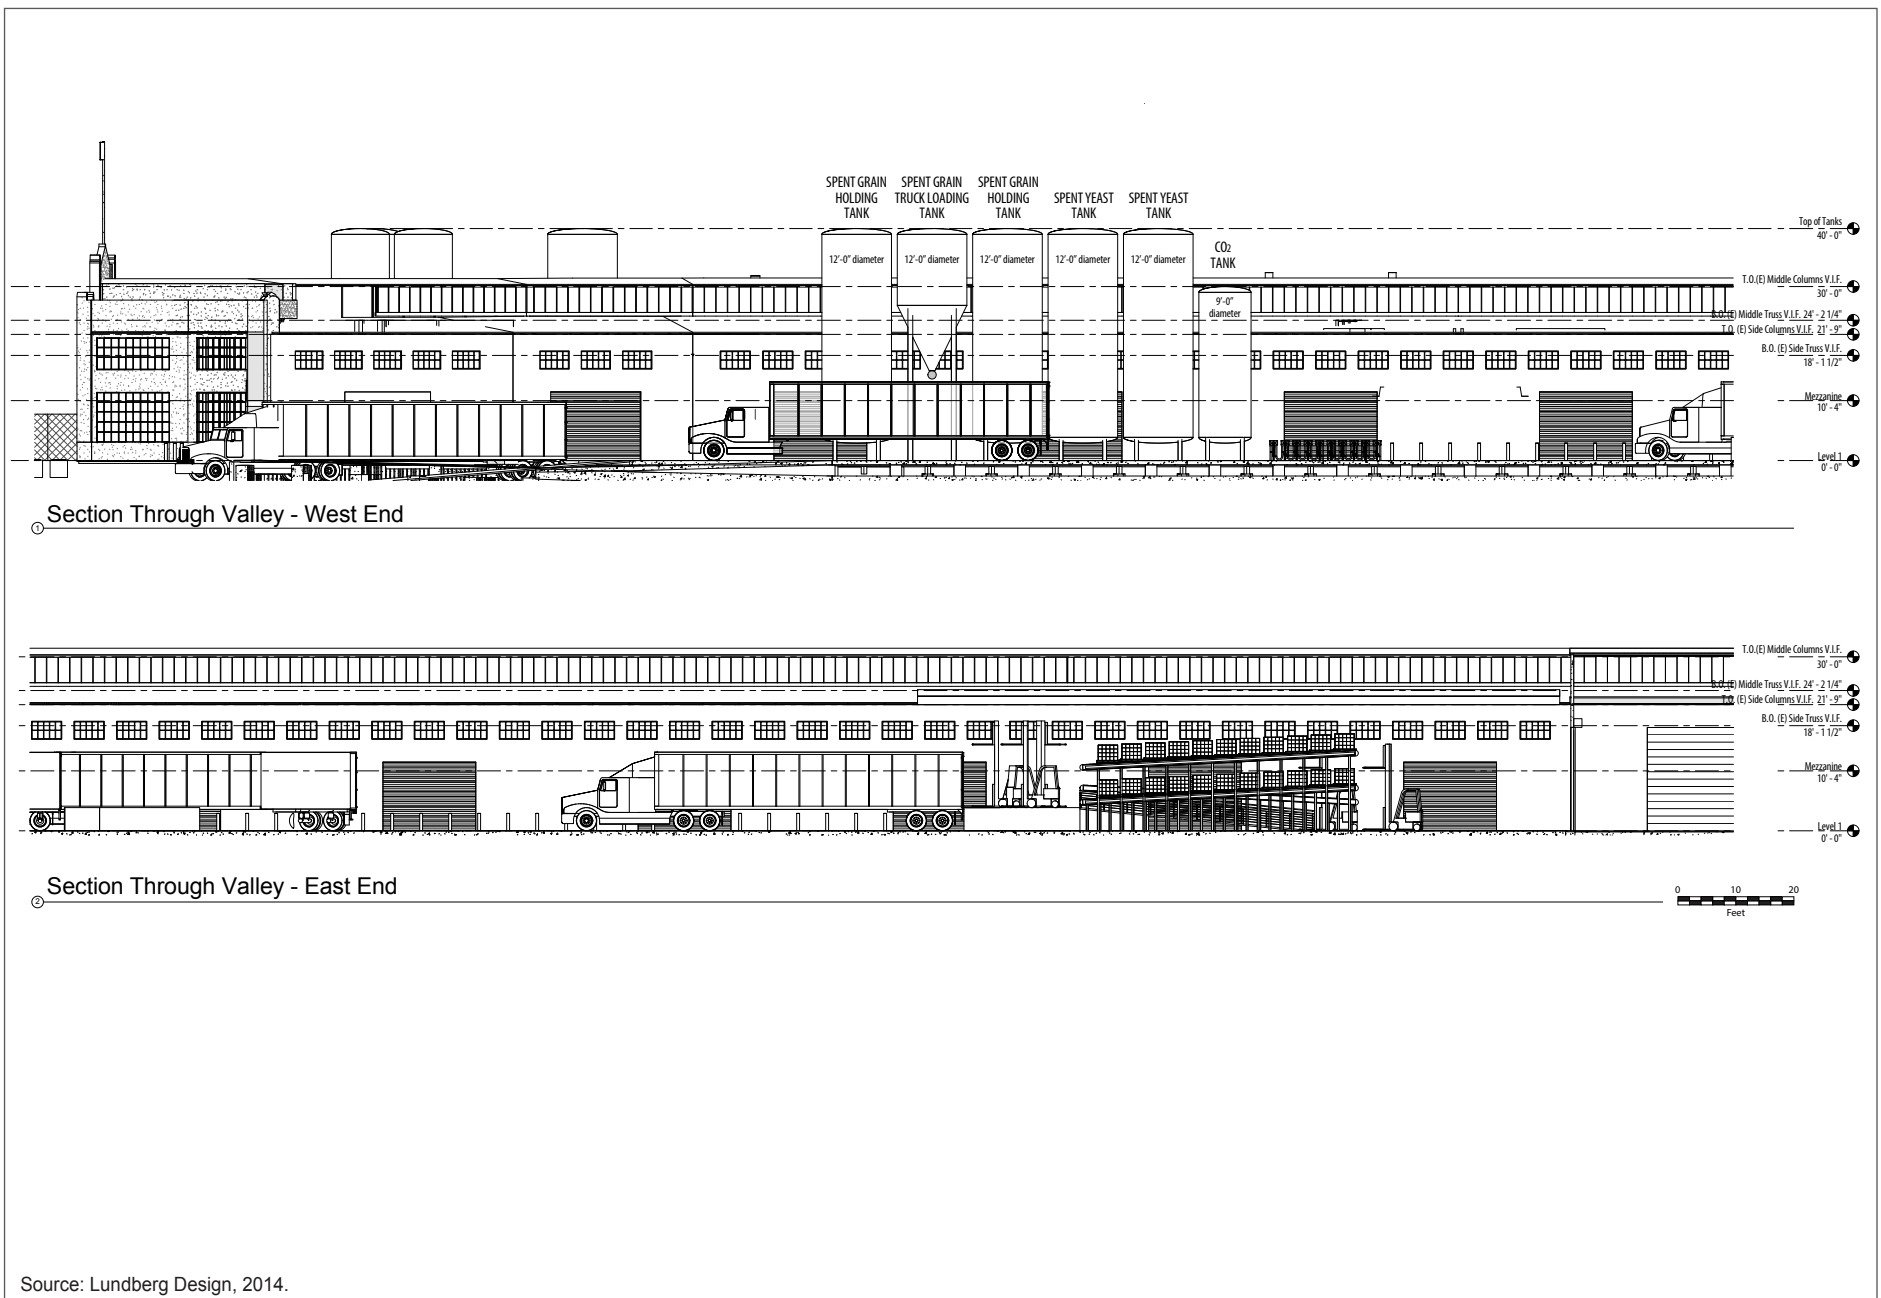 SPENT GRAIN
HOLDING
TANK
SPENT GRAIN
TRUCK LOADING
TANK
SPENT GRAIN
HOLDING
TANK
SPENT YEAST
TANK
SPENT YEAST
TANK
CO2
TANK
12'-0" diameter
12'-0" diameter
12'-0" diameter
12'-0" diameter
12'-0" diameter
9'-0"
diameter
Top of Tanks
40' - 0"
T.O.(E) Middle Columns V.I.F.
30' - 0"
B.O. (E) Middle Truss V.I.F. 24' - 2 1/4"
T.O. (E) Side Columns V.I.F. 21' - 9"
B.O. (E) Side Truss V.I.F.
18' - 1 1/2"
Mezzanine
10' - 4"
Level 1
0' - 0"
1 Section Through Valley - West End
T.O.(E) Middle Columns V.I.F.
30' - 0"
B.O. (E) Middle Truss V.I.F. 24' - 2 1/4"
T.O. (E) Side Columns V.I.F. 21' - 9"
B.O. (E) Side Truss V.I.F.
18' - 1 1/2"
Mezzanine
10' - 4"
Level 1
0' - 0"
2 Section Through Valley - East End
0 10 20
Feet
Source: Lundberg Design, 2014.